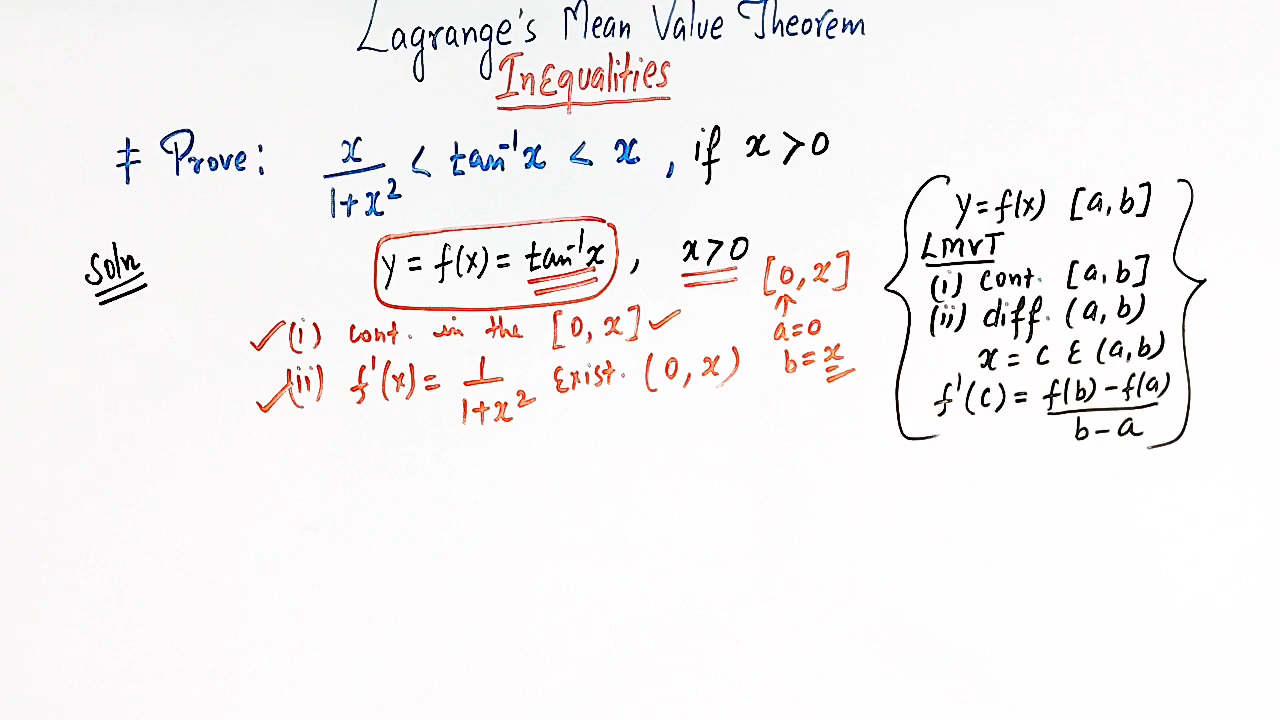 Lagrange's Mean Value Theorem
Inequalities
# Prove: x/(1+x²) < tan⁻¹x < x, if x > 0
Soln
y = f(x) = tan⁻¹x, x > 0
[0, x]
↑
a = 0
b = x
✓(i) cont. in the [0, x] ✓
✓(ii) f'(x) = 1/(1+x²) Exist. (0, x)
y = f(x) [a, b]
LMVT
(i) cont. [a, b]
(ii) diff. (a, b)
x = c ε (a, b)
f'(c) = (f(b) - f(a))/(b - a)